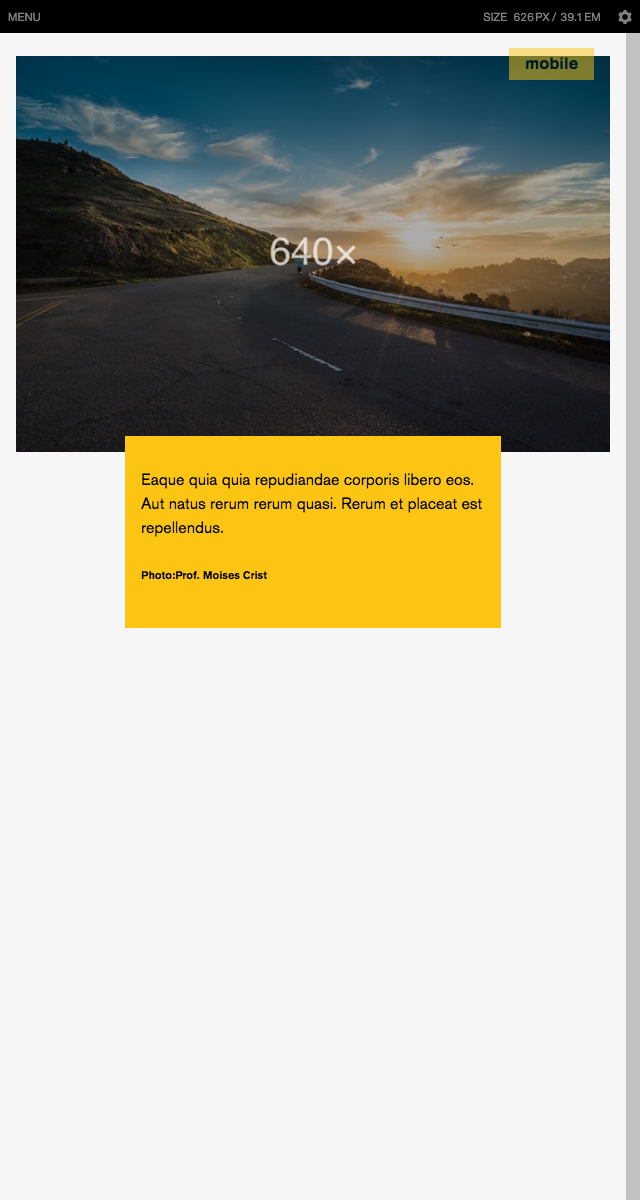 MENU
SIZE 626PX / 39.1EM
mobile
640×
Eaque quia quia repudiandae corporis libero eos.
Aut natus rerum rerum quasi. Rerum et placeat est
repellendus.
Photo:Prof. Moises Crist